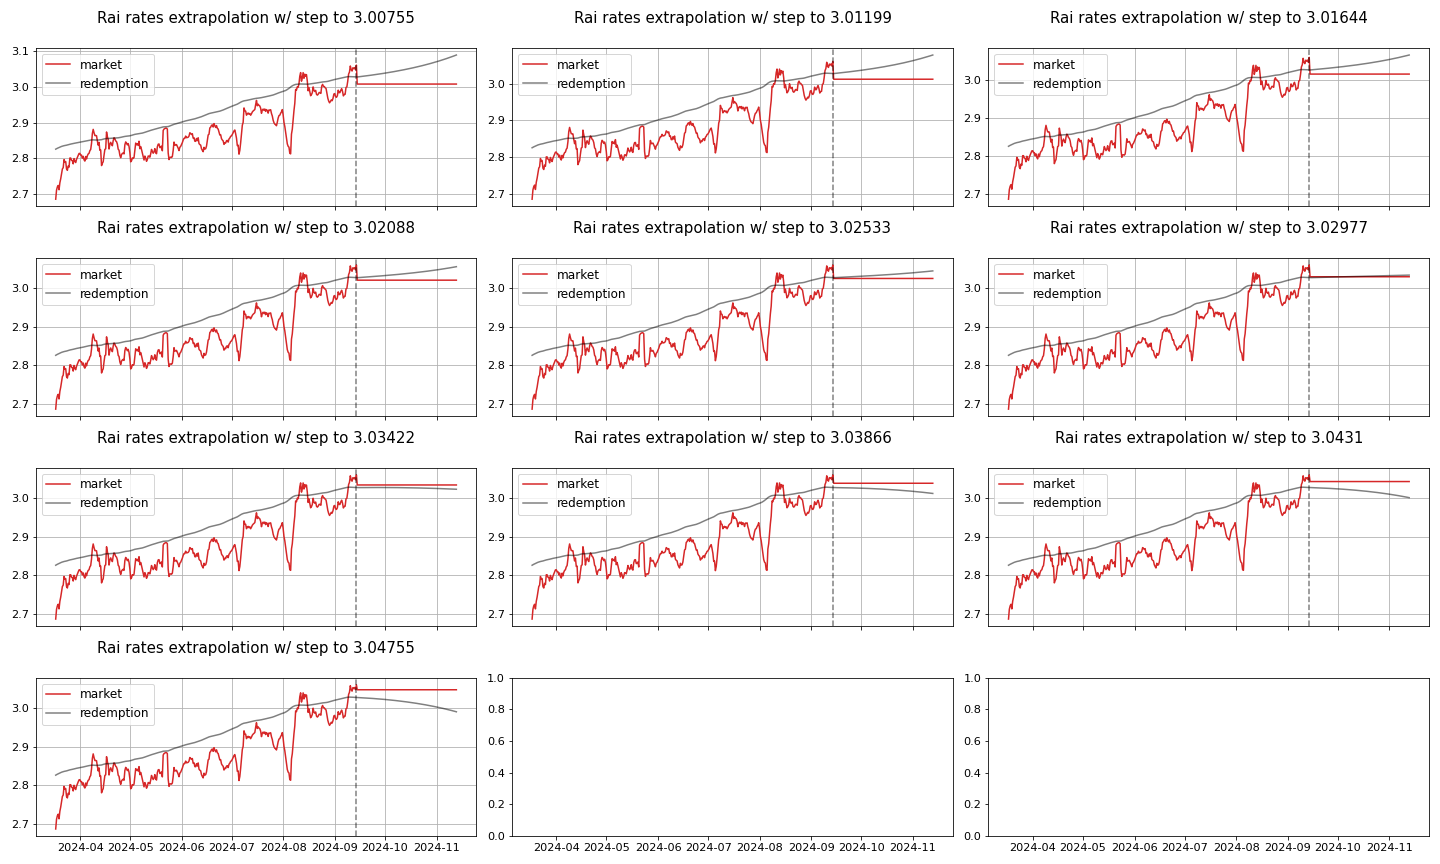 Rai rates extrapolation w/ step to 3.00755
Rai rates extrapolation w/ step to 3.01199
Rai rates extrapolation w/ step to 3.01644
3.1
3.0
2.9
2.8
2.7
market
redemption
3.0
2.9
2.8
2.7
market
redemption
3.0
2.9
2.8
2.7
market
redemption
Rai rates extrapolation w/ step to 3.02088
Rai rates extrapolation w/ step to 3.02533
Rai rates extrapolation w/ step to 3.02977
3.0
2.9
2.8
2.7
market
redemption
3.0
2.9
2.8
2.7
market
redemption
3.0
2.9
2.8
2.7
market
redemption
Rai rates extrapolation w/ step to 3.03422
Rai rates extrapolation w/ step to 3.03866
Rai rates extrapolation w/ step to 3.0431
3.0
2.9
2.8
2.7
market
redemption
3.0
2.9
2.8
2.7
market
redemption
3.0
2.9
2.8
2.7
market
redemption
Rai rates extrapolation w/ step to 3.04755
3.0
2.9
2.8
2.7
market
redemption
2024-04 2024-05 2024-06 2024-07 2024-08 2024-09 2024-10 2024-11
1.0
0.8
0.6
0.4
0.2
0.0
2024-04 2024-05 2024-06 2024-07 2024-08 2024-09 2024-10 2024-11
1.0
0.8
0.6
0.4
0.2
0.0
2024-04 2024-05 2024-06 2024-07 2024-08 2024-09 2024-10 2024-11